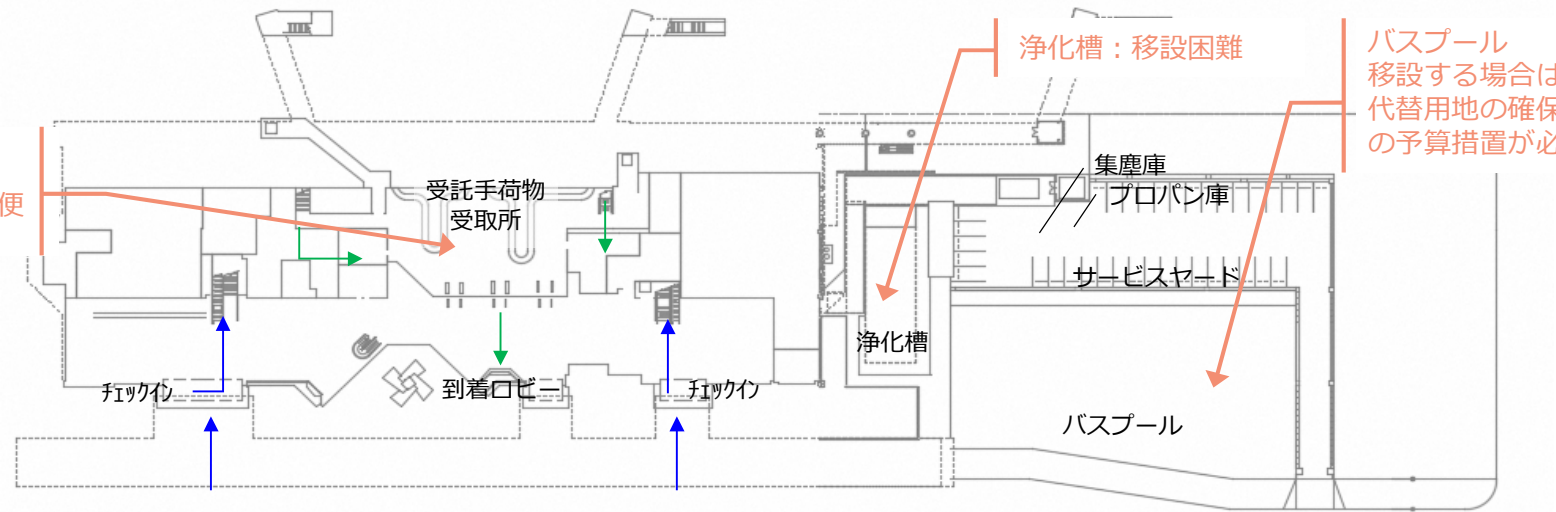 浄化槽：移設困難
バスプール
移設する場合は
代替用地の確保
の予算措置が必
便
受託手荷物
受取所
集塵庫
プロパン庫
サービスヤード
浄化槽
ﾁｪｯｸｲﾝ
到着ロビー
ﾁｪｯｸｲﾝ
バスプール